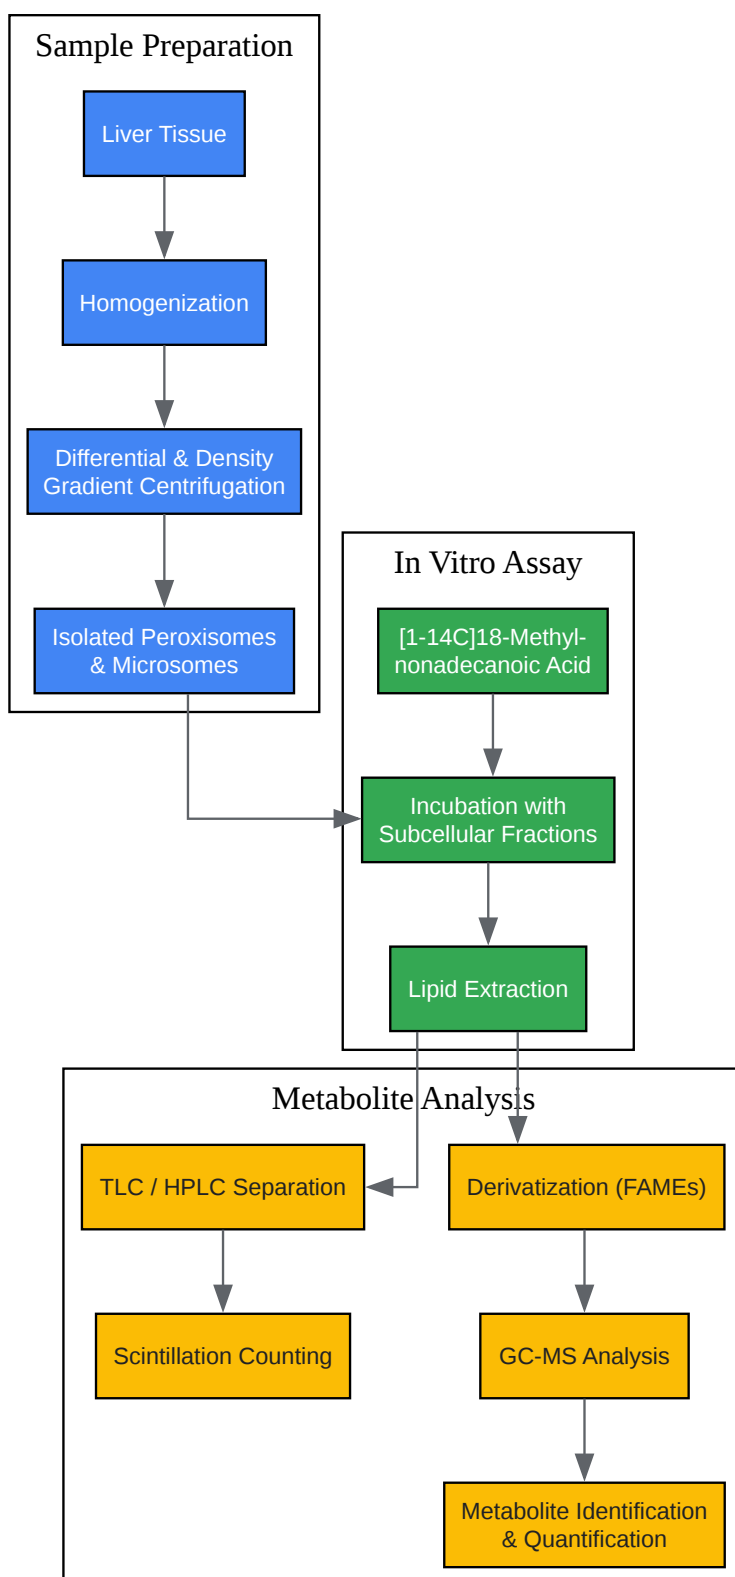 Sample Preparation
Liver Tissue
Homogenization
Differential & Density
Gradient Centrifugation
Isolated Peroxisomes
& Microsomes
In Vitro Assay
[1-14C]18-Methyl-
nonadecanoic Acid
Incubation with
Subcellular Fractions
Lipid Extraction
Metabolite Analysis
TLC / HPLC Separation
Scintillation Counting
Derivatization (FAMEs)
GC-MS Analysis
Metabolite Identification
& Quantification